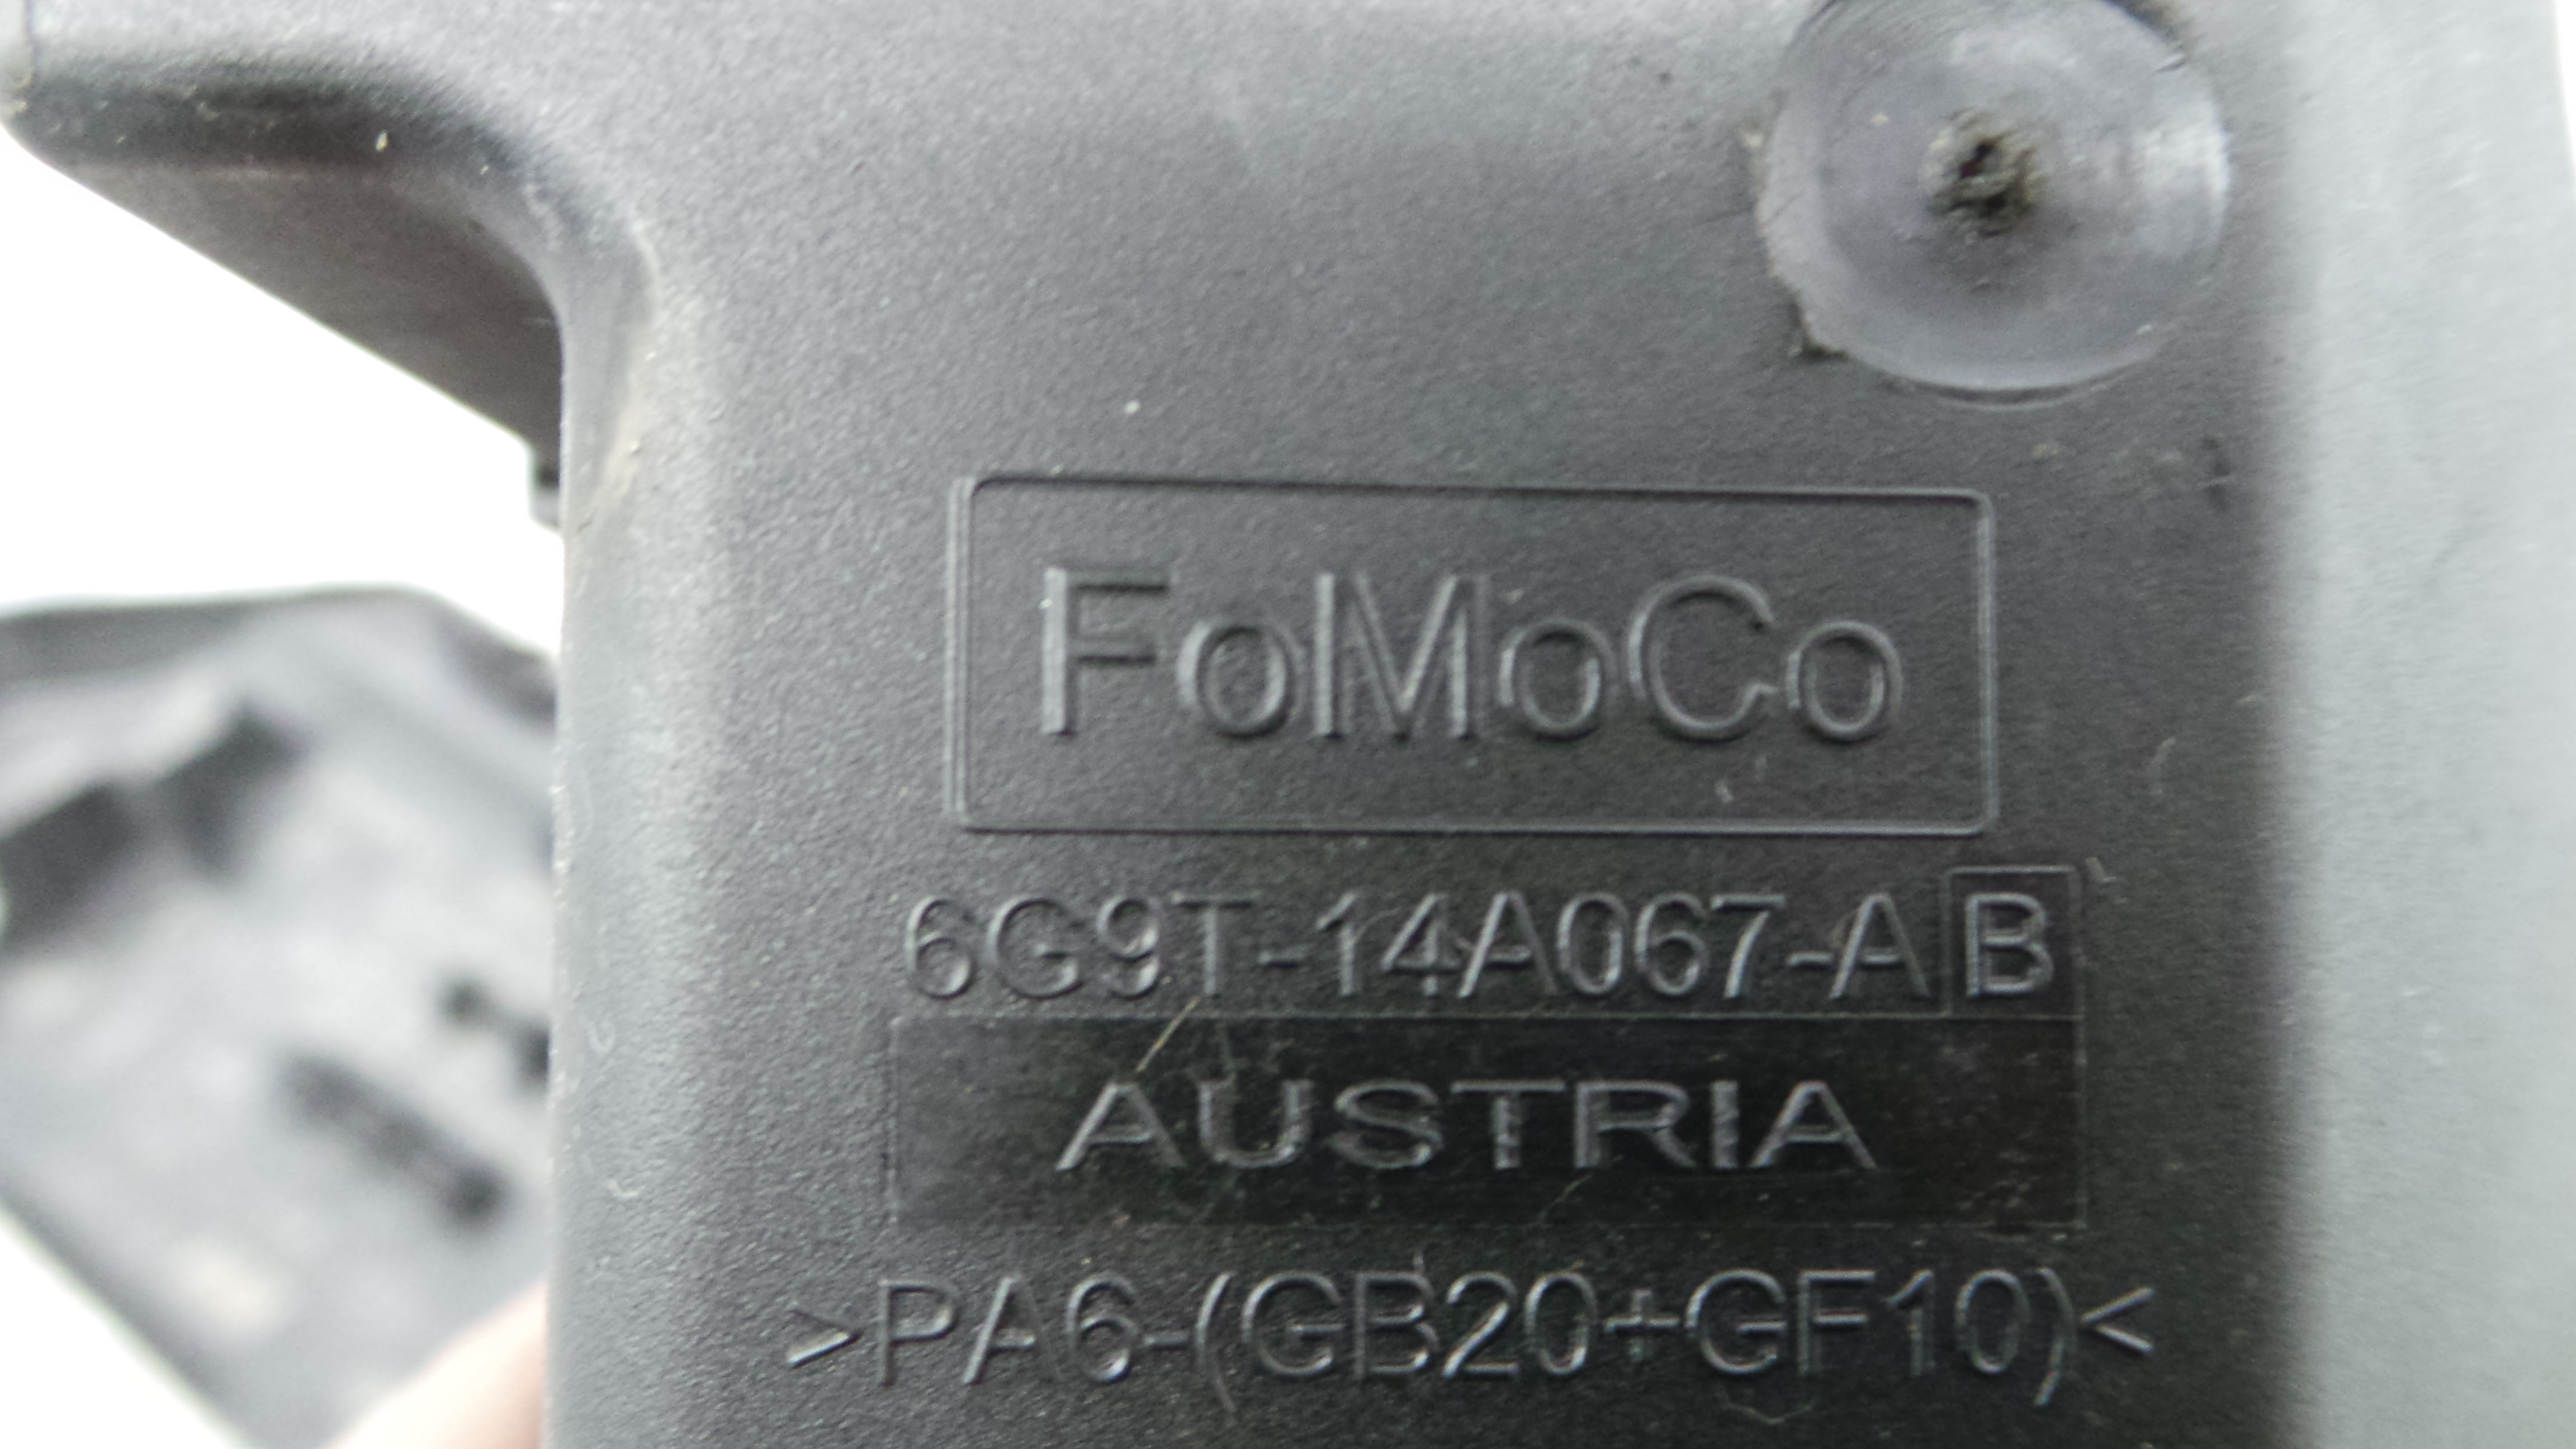 FoMoCo
6G9T-14A067-AB
AUSTRIA
>PA6-(GB20+GF10)<